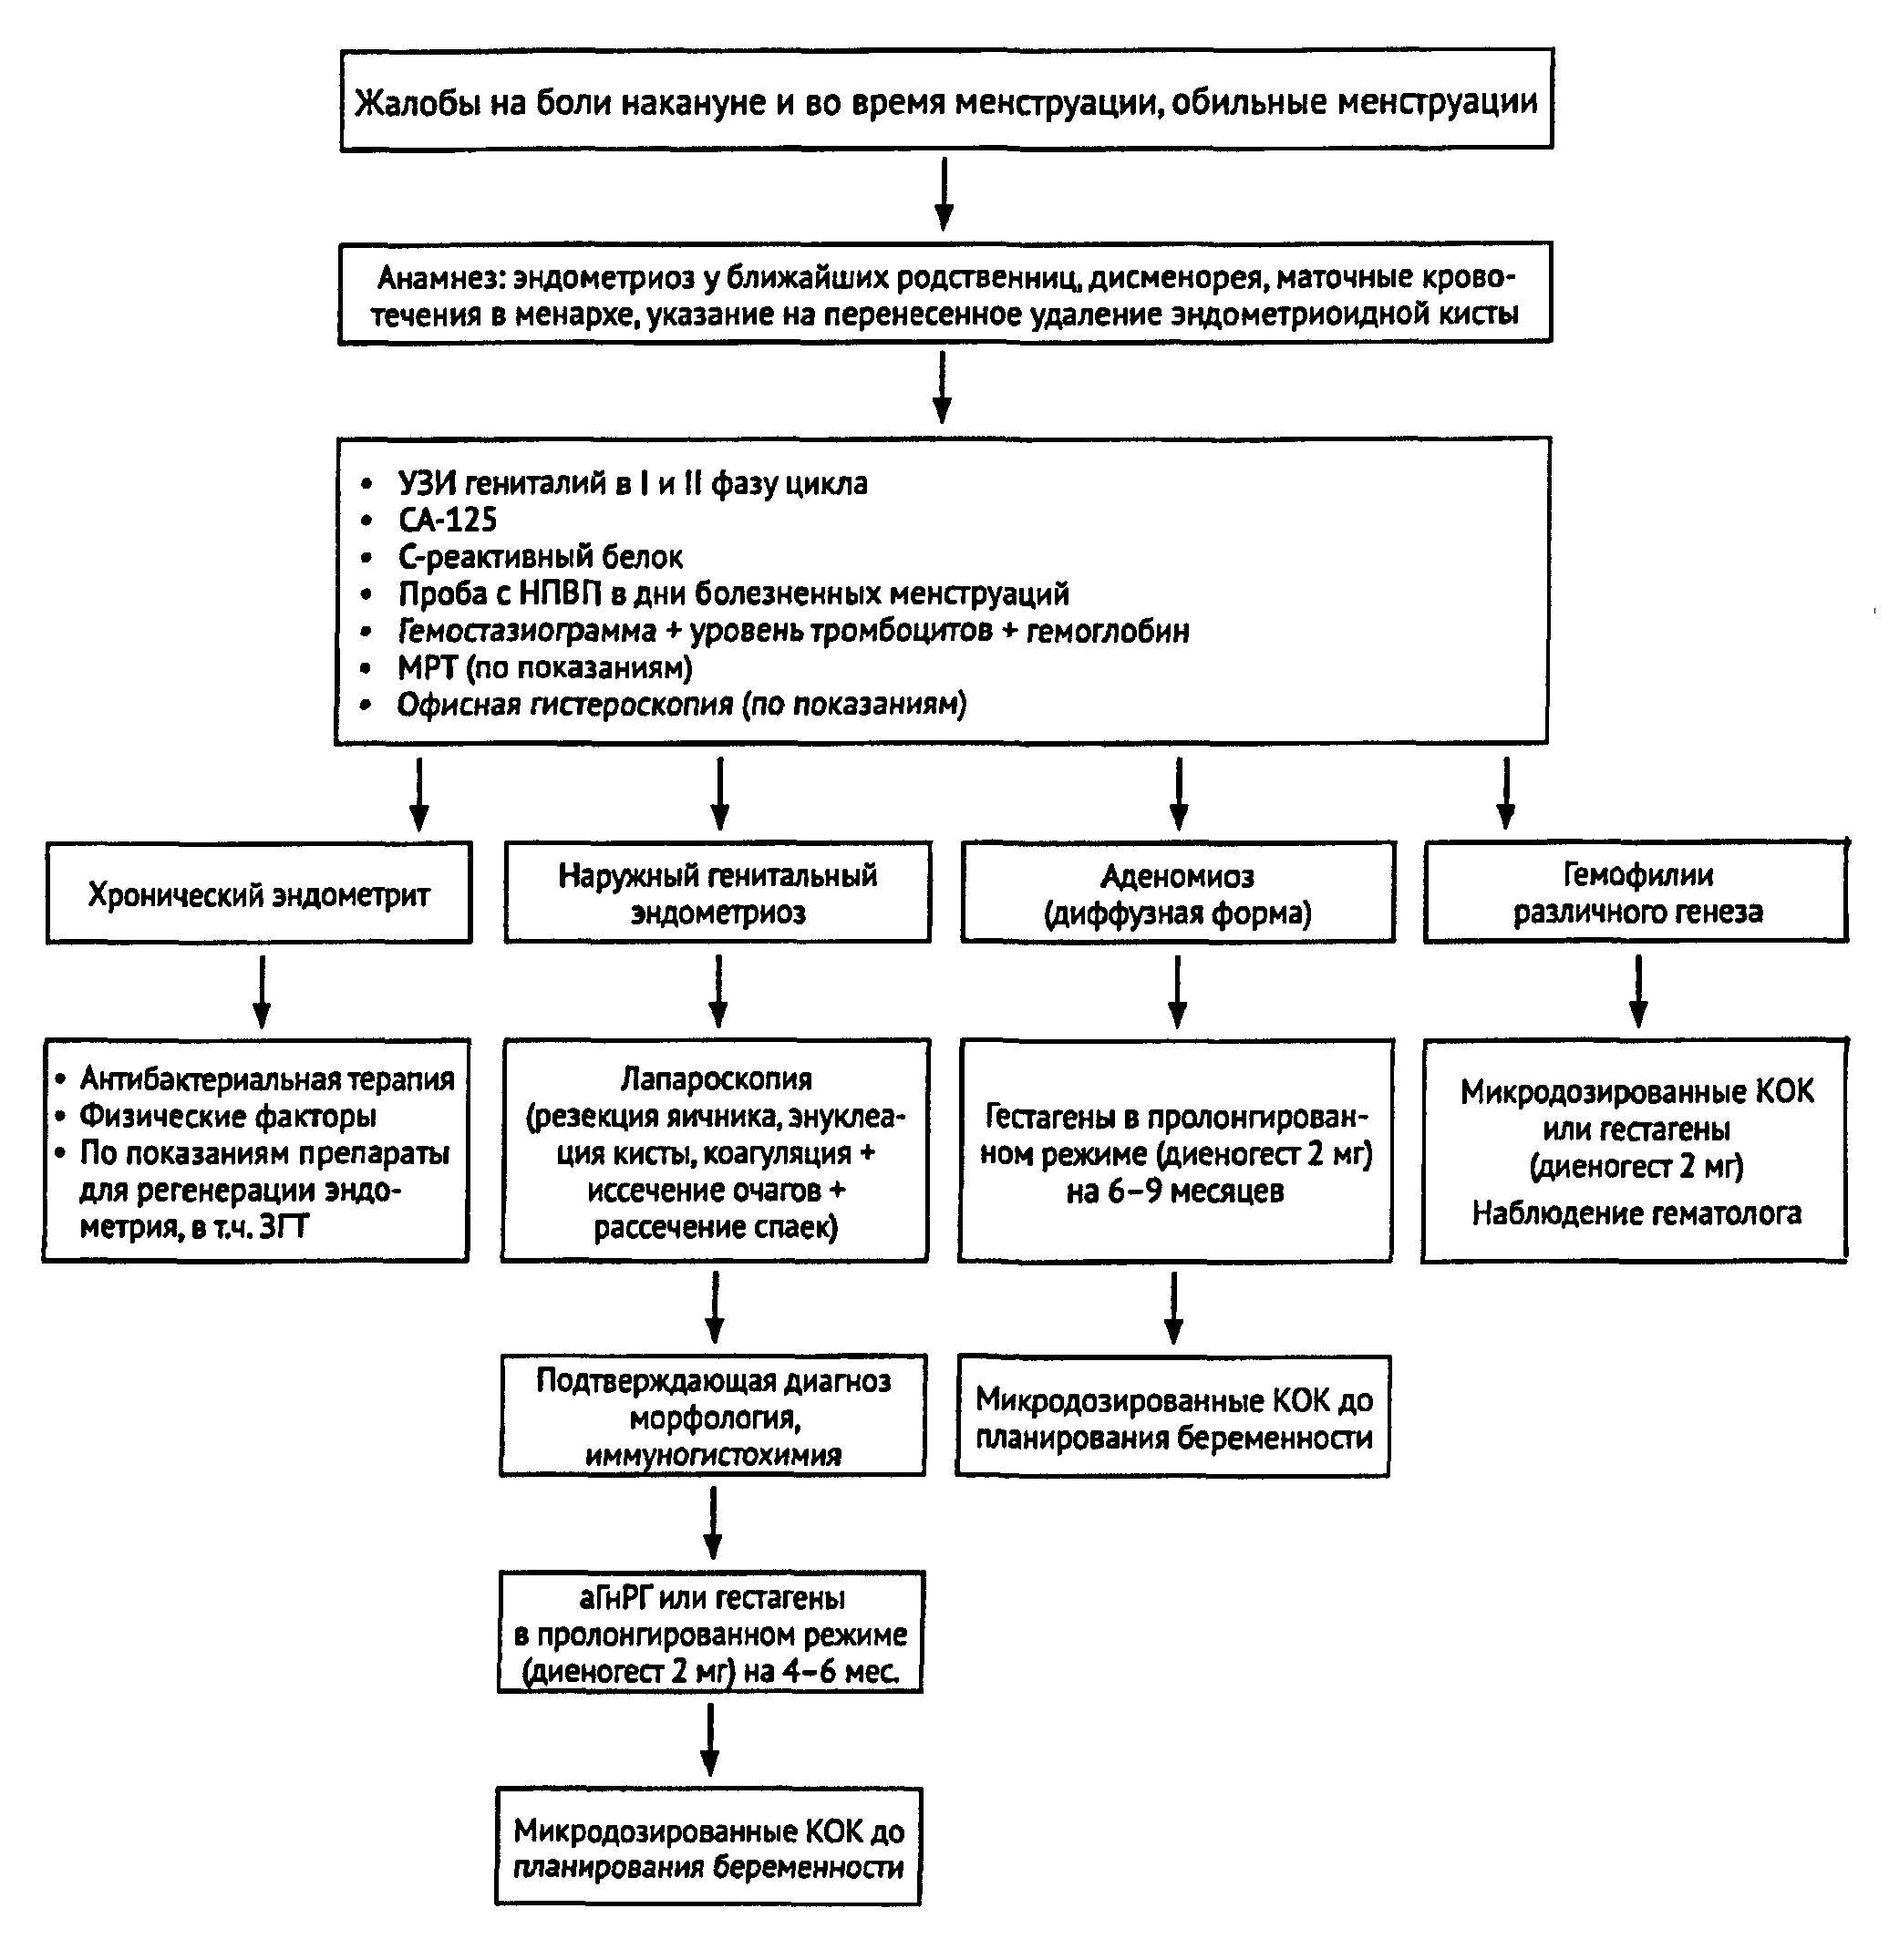 Жалобы на боли накануне и во время менструации, обильные менструации
Анамнез: эндометриоз у ближайших родственниц, дисменорея, маточные крово-
течения в менархе, указание на перенесенное удаление эндометриоидной кисты
• УЗИ гениталий в I и II фазу цикла
• СА-125
• С-реактивный белок
• Проба с НПВП в дни болезненных менструаций
• Гемостазиограмма + уровень тромбоцитов + гемоглобин
• МРТ (по показаниям)
• Офисная гистероскопия (по показаниям)
Хронический эндометрит
Наружный генитальный
эндометриоз
Аденомиоз
(диффузная форма)
Гемофилии
различного генеза
• Антибактериальная терапия
• Физические факторы
• По показаниям препараты
для регенерации эндо-
метрия, в т.ч. ЗГТ
Лапароскопия
(резекция яичника, энуклеа-
ция кисты, коагуляция +
иссечение очагов +
рассечение спаек)
Гестагены в пролонгирован-
ном режиме (диеногест 2 мг)
на 6–9 месяцев
Микродозированные КОК
или гестагены
(диеногест 2 мг)
Наблюдение гематолога
Подтверждающая диагноз
морфология,
иммуногистохимия
Микродозированные КОК до
планирования беременности
аГнРГ или гестагены
в пролонгированном режиме
(диеногест 2 мг) на 4–6 мес.
Микродозированные КОК до
планирования беременности